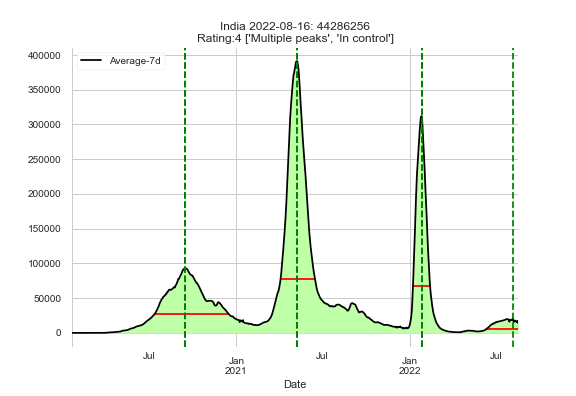 India 2022-08-16: 44286256
Rating:4 ['Multiple peaks', 'In control']
400000
350000
300000
250000
200000
150000
100000
50000
0
Average-7d
Jul
Jan
2021
Jul
Jan
2022
Jul
Date